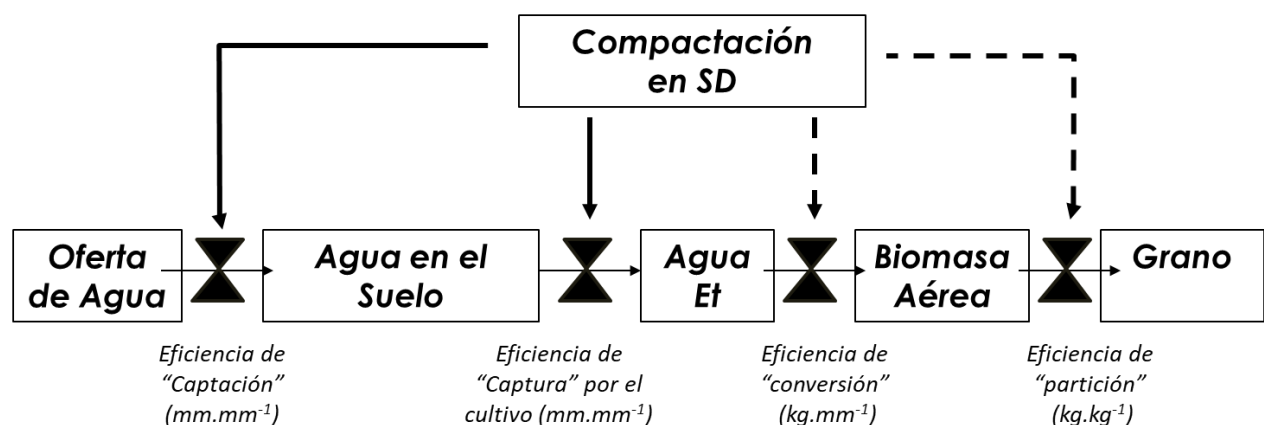 Compactación
en SD
Oferta
de Agua
Agua en el
Suelo
Agua
Et
Biomasa
Aérea
Grano
Eficiencia de
“Captación”
(mm.mm⁻¹)
Eficiencia de
“Captura” por el
cultivo (mm.mm⁻¹)
Eficiencia de
“conversión”
(kg.mm⁻¹)
Eficiencia de
“partición”
(kg.kg⁻¹)